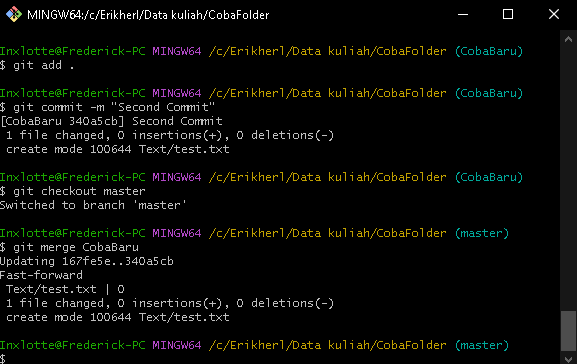 MINGW64:/c/Erikherl/Data kuliah/CobaFolder
Inxlotte@Frederick-PC MINGW64 /c/Erikherl/Data kuliah/CobaFolder (CobaBaru)
$ git add .
Inxlotte@Frederick-PC MINGW64 /c/Erikherl/Data kuliah/CobaFolder (CobaBaru)
$ git commit -m "Second Commit"
[CobaBaru 340a5cb] Second Commit
 1 file changed, 0 insertions(+), 0 deletions(-)
 create mode 100644 Text/test.txt
Inxlotte@Frederick-PC MINGW64 /c/Erikherl/Data kuliah/CobaFolder (CobaBaru)
$ git checkout master
Switched to branch 'master'
Inxlotte@Frederick-PC MINGW64 /c/Erikherl/Data kuliah/CobaFolder (master)
$ git merge CobaBaru
Updating 167fe5e..340a5cb
Fast-forward
 Text/test.txt | 0
 1 file changed, 0 insertions(+), 0 deletions(-)
 create mode 100644 Text/test.txt
Inxlotte@Frederick-PC MINGW64 /c/Erikherl/Data kuliah/CobaFolder (master)
$